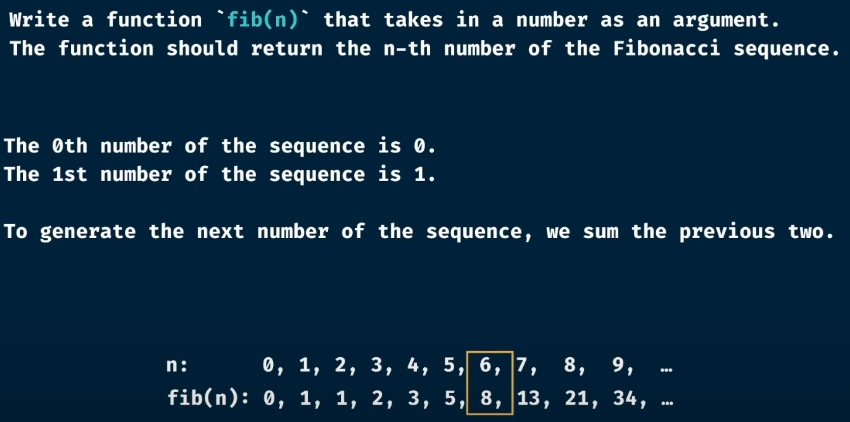 Write a function `fib(n)` that takes in a number as an argument.
The function should return the n-th number of the Fibonacci sequence.
The 0th number of the sequence is 0.
The 1st number of the sequence is 1.
To generate the next number of the sequence, we sum the previous two.
n: 0, 1, 2, 3, 4, 5, 6, 7, 8, 9, …
fib(n): 0, 1, 1, 2, 3, 5, 8, 13, 21, 34, …